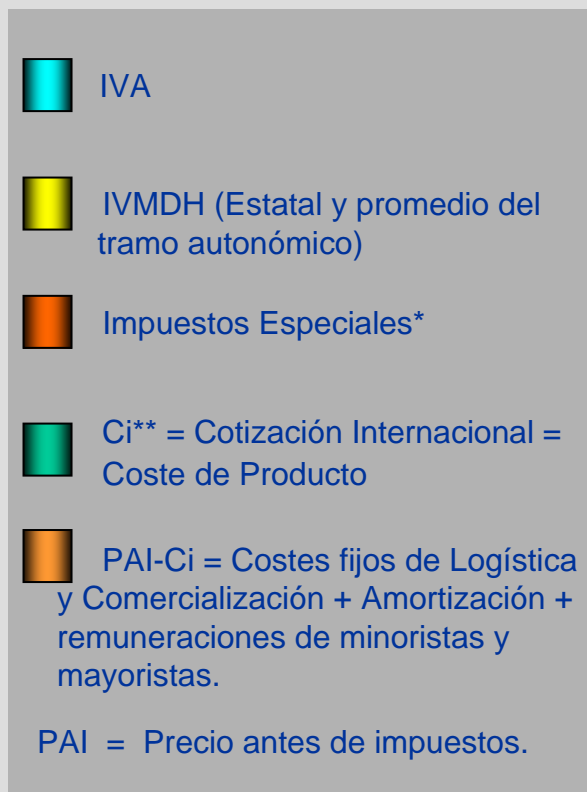 IVA
IVMDH (Estatal y promedio del
tramo autonómico)
Impuestos Especiales*
Ci** = Cotización Internacional =
Coste de Producto
PAI-Ci = Costes fijos de Logística
y Comercialización + Amortización +
remuneraciones de minoristas y
mayoristas.
PAI = Precio antes de impuestos.